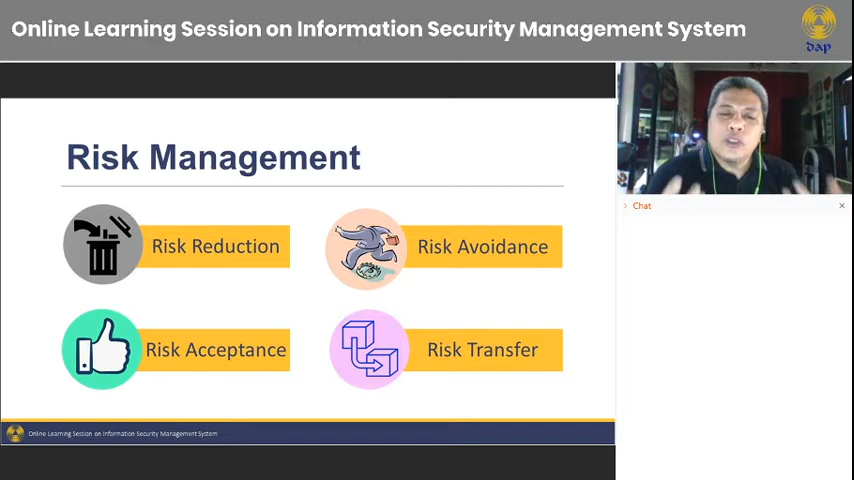 Online Learning Session on Information Security Management System
dap
Chat
Risk Management
Risk Reduction
Risk Avoidance
Risk Acceptance
Risk Transfer
Online Learning Session on Information Security Management System